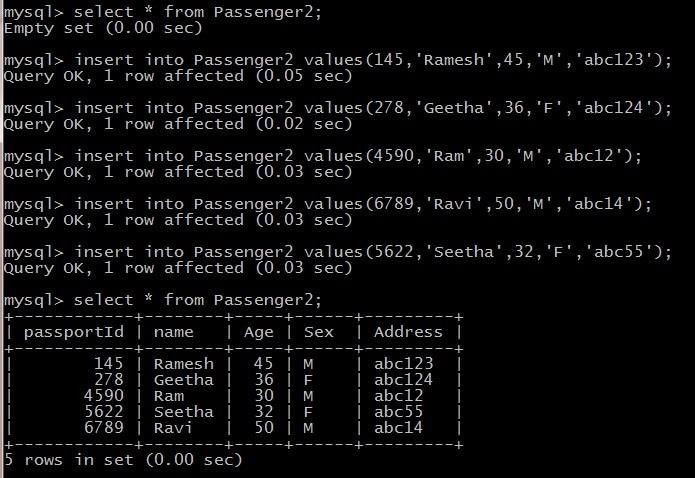 mysql> select * from Passenger2;
Empty set (0.00 sec)
mysql> insert into Passenger2 values(145,'Ramesh',45,'M','abc123');
Query OK, 1 row affected (0.05 sec)
mysql> insert into Passenger2 values(278,'Geetha',36,'F','abc124');
Query OK, 1 row affected (0.02 sec)
mysql> insert into Passenger2 values(4590,'Ram',30,'M','abc12');
Query OK, 1 row affected (0.03 sec)
mysql> insert into Passenger2 values(6789,'Ravi',50,'M','abc14');
Query OK, 1 row affected (0.03 sec)
mysql> insert into Passenger2 values(5622,'Seetha',32,'F','abc55');
Query OK, 1 row affected (0.03 sec)
mysql> select * from Passenger2;
+------------+--------+-----+------+---------+
| passportId | name   | Age | Sex  | Address |
+------------+--------+-----+------+---------+
|        145 | Ramesh |  45 | M    | abc123  |
|        278 | Geetha |  36 | F    | abc124  |
|       4590 | Ram    |  30 | M    | abc12   |
|       5622 | Seetha |  32 | F    | abc55   |
|       6789 | Ravi   |  50 | M    | abc14   |
+------------+--------+-----+------+---------+
5 rows in set (0.00 sec)